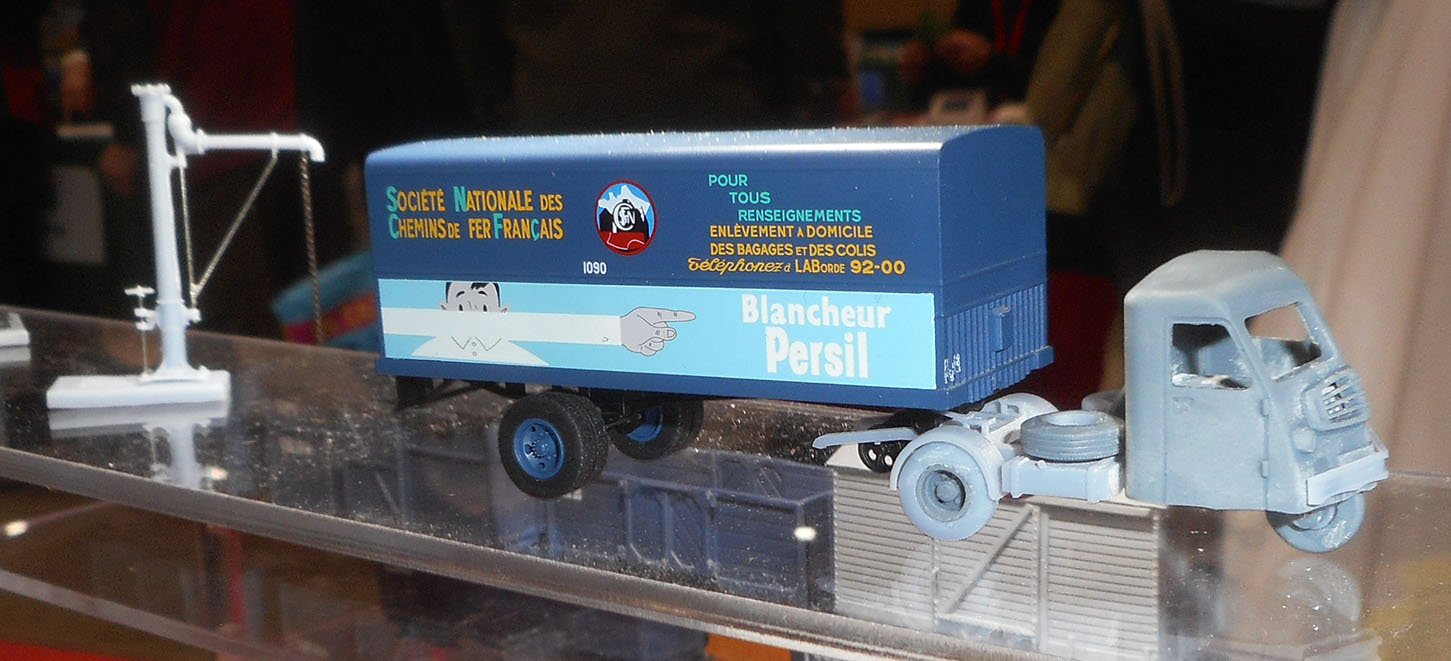 SOCIÉTÉ NATIONALE DES
CHEMINS DE FER FRANÇAIS
SNCF
1090
POUR
TOUS
RENSEIGNEMENTS
ENLÈVEMENT A DOMICILE
DES BAGAGES ET DES COLIS
Téléphonez à LABORDE 92-00
Blancheur
Persil